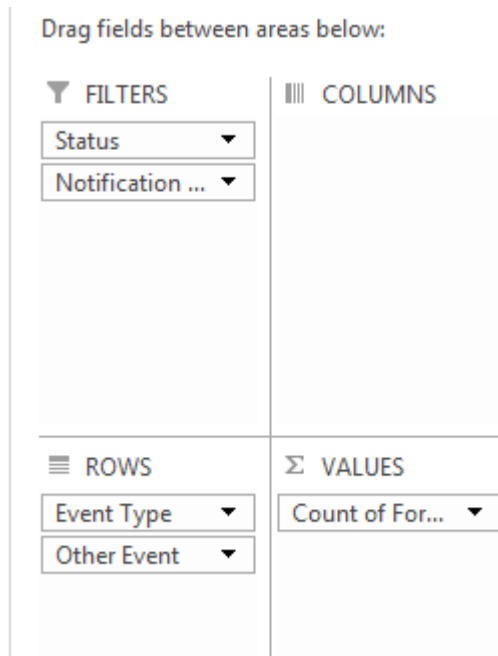 Drag fields between areas below:
FILTERS
COLUMNS
Status
Notification ...
ROWS
VALUES
Event Type
Count of For...
Other Event